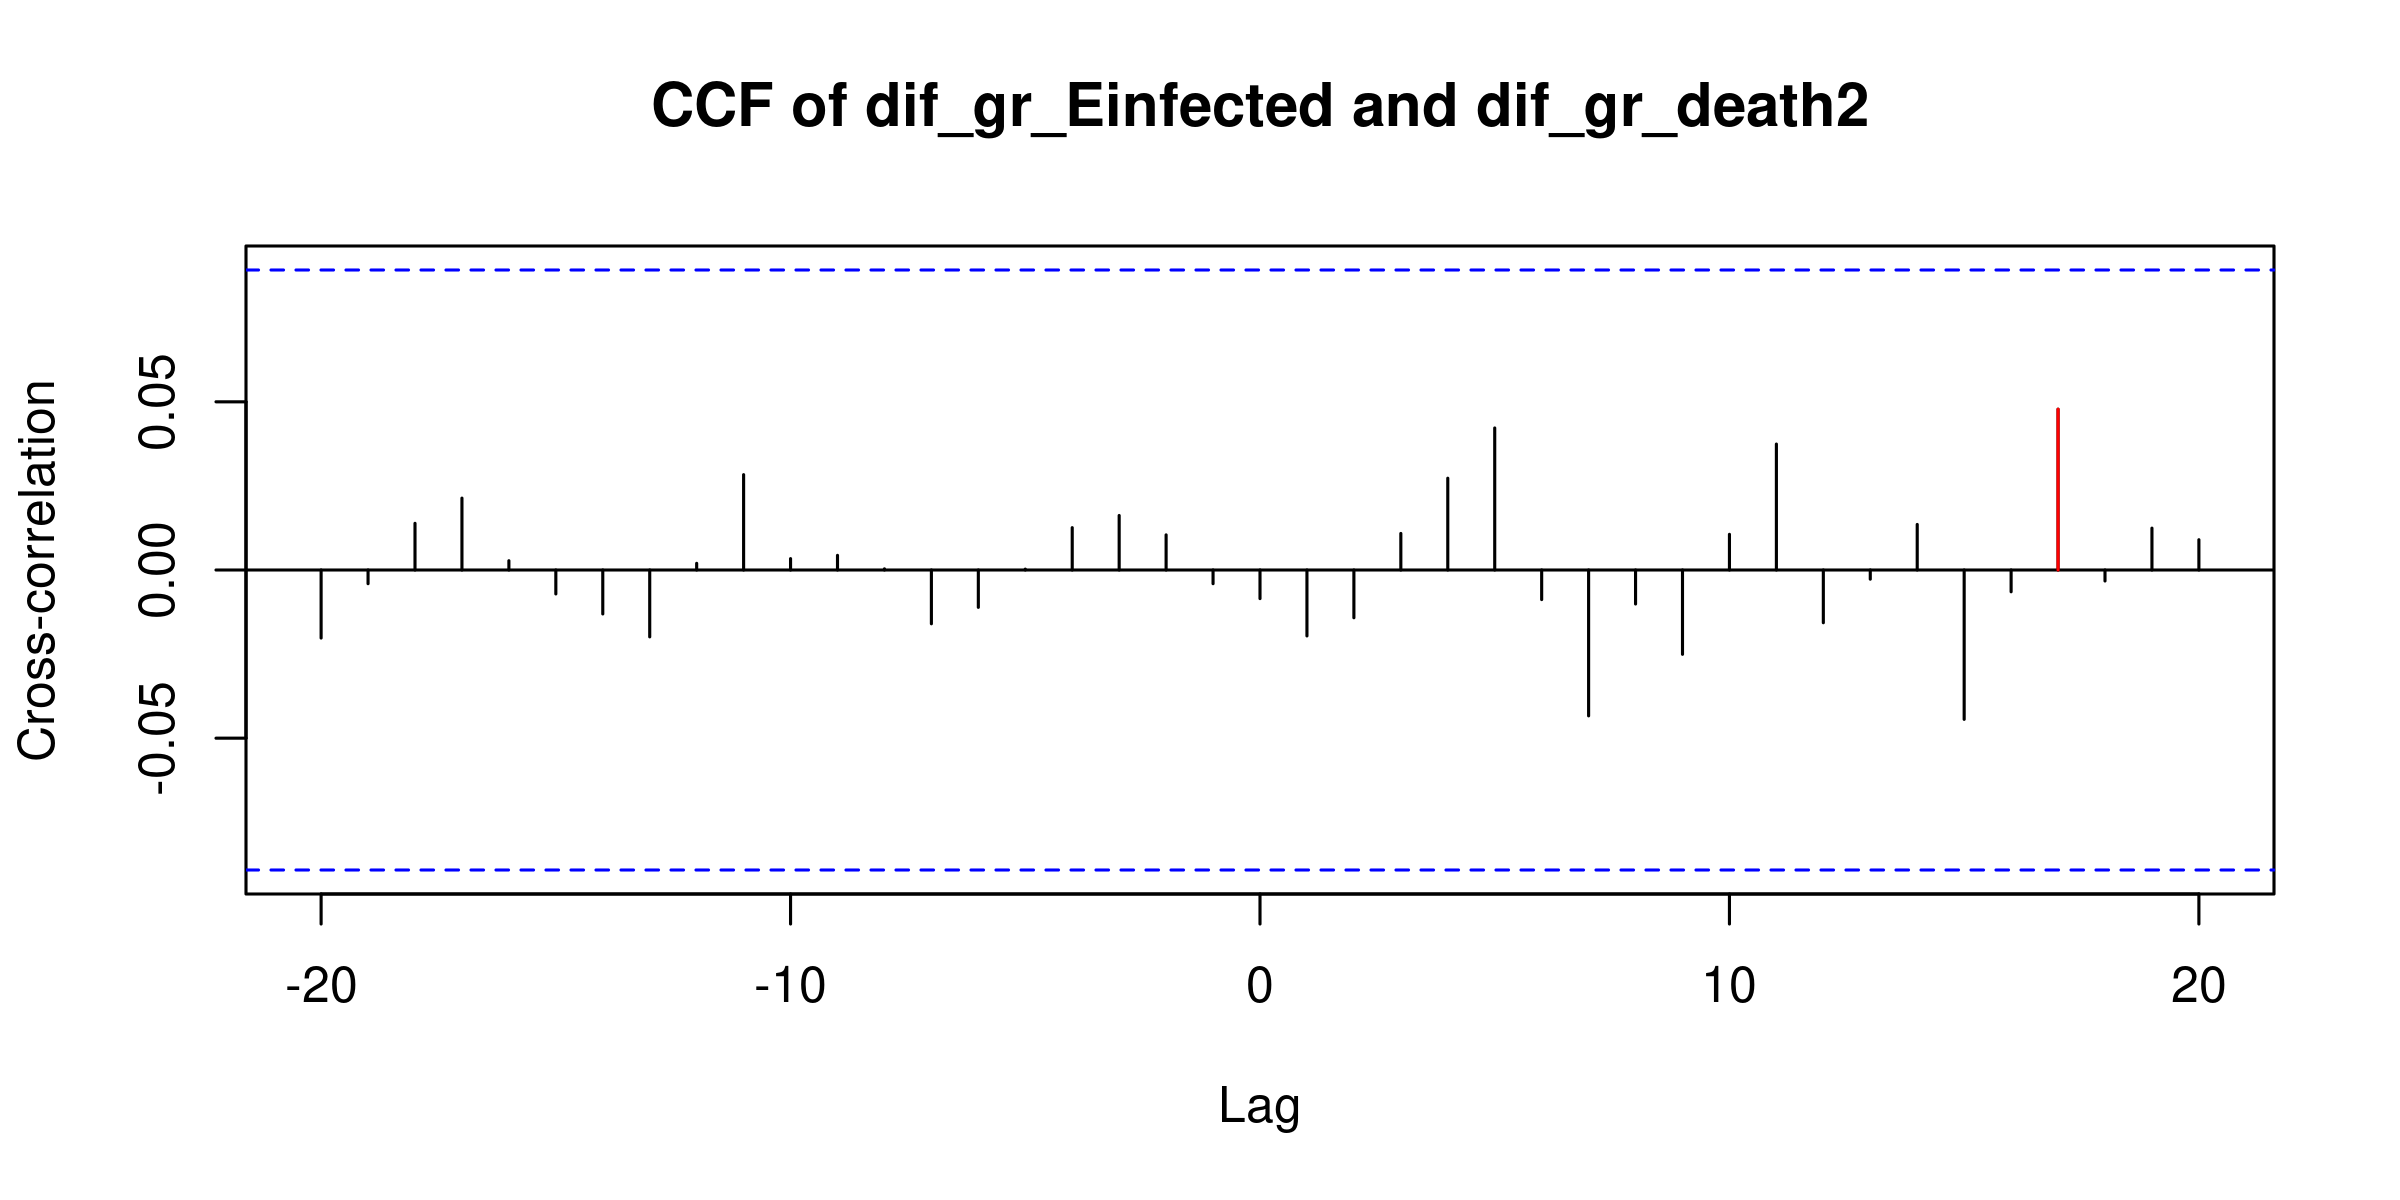 CCF of dif_gr_Einfected and dif_gr_death2
Cross-correlation
0.05
0.00
-0.05
-20
-10
0
10
20
Lag